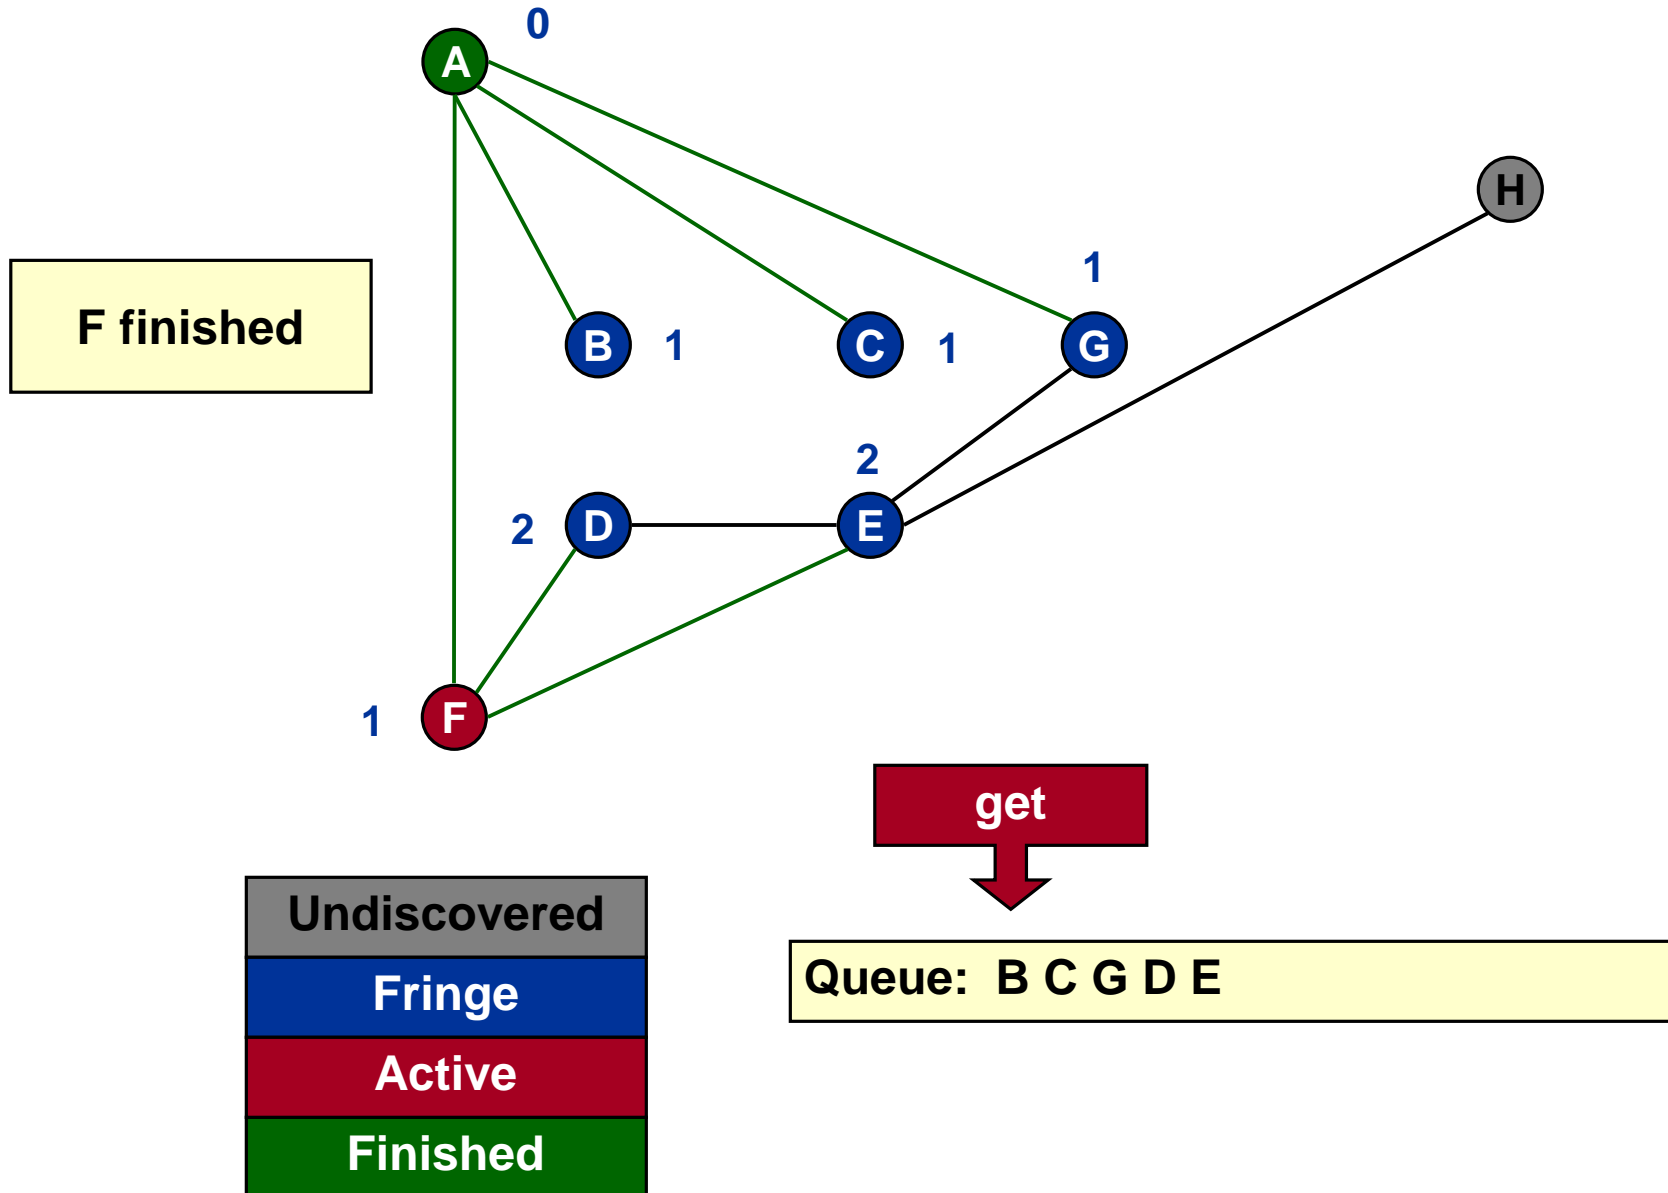 0
A
H
1
F finished
B
1
C
1
G
2
2
D
E
1
F
get
Undiscovered
Queue: B C G D E
Fringe
Active
Finished